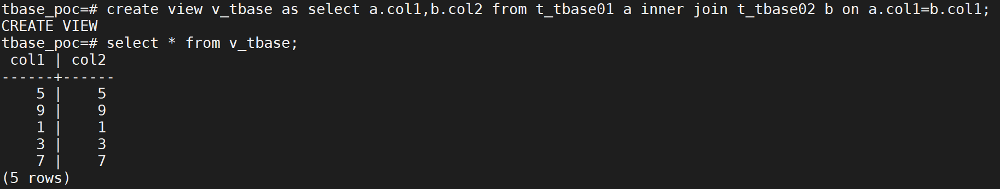 tbase_poc=# create view v_tbase as select a.col1,b.col2 from t_tbase01 a inner join t_tbase02 b on a.col1=b.col1;
CREATE VIEW
tbase_poc=# select * from v_tbase;
 col1 | col2
------+------
    5 |    5
    9 |    9
    1 |    1
    3 |    3
    7 |    7
(5 rows)